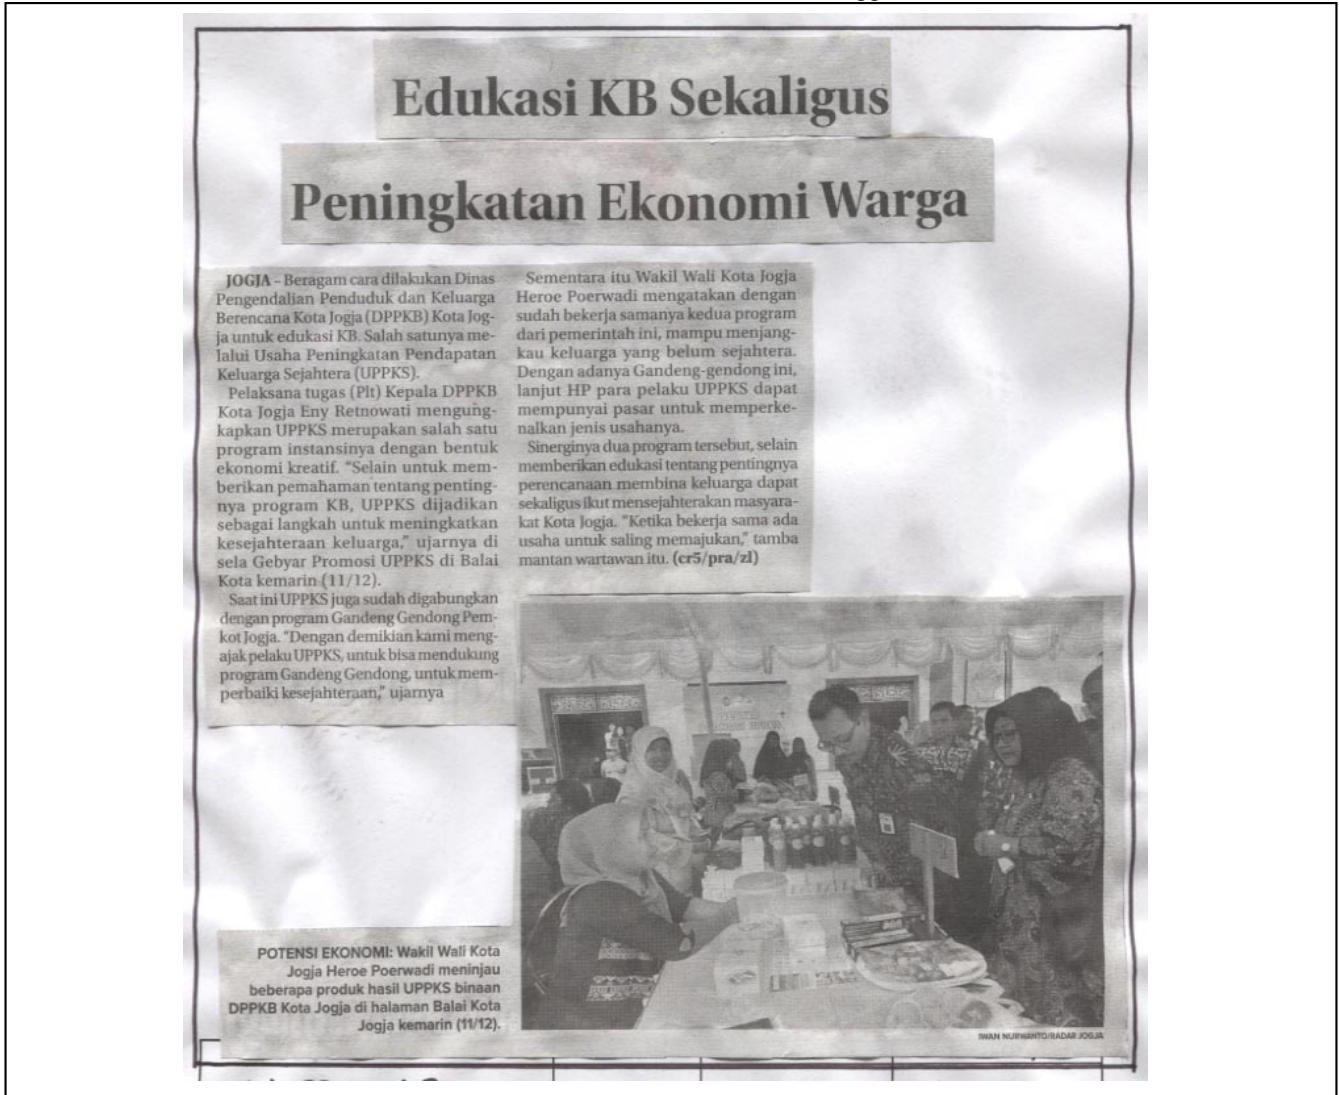 Edukasi KB Sekaligus
Peningkatan Ekonomi Warga
JOGJA – Beragam cara dilakukan Dinas
Pengendalian Penduduk dan Keluarga
Berencana Kota Jogja (DPPKB) Kota Jog-
ja untuk edukasi KB. Salah satunya me-
lalui Usaha Peningkatan Pendapatan
Keluarga Sejahtera (UPPKS).
Pelaksana tugas (Plt) Kepala DPPKB
Kota Jogja Eny Retnowati mengung-
kapkan UPPKS merupakan salah satu
program instansinya dengan bentuk
ekonomi kreatif. “Selain untuk mem-
berikan pemahaman tentang penting-
nya program KB, UPPKS dijadikan
sebagai langkah untuk meningkatkan
kesejahteraan keluarga,” ujarnya di
sela Gebyar Promosi UPPKS di Balai
Kota kemarin (11/12).
Saat ini UPPKS juga sudah digabungkan
dengan program Gandeng Gendong Pem-
kot Jogja. “Dengan demikian kami meng-
ajak pelaku UPPKS, untuk bisa mendukung
program Gandeng Gendong, untuk mem-
perbaiki kesejahteraan,” ujarnya
Sementara itu Wakil Wali Kota Jogja
Heroe Poerwadi mengatakan dengan
sudah bekerja samanya kedua program
dari pemerintah ini, mampu menjang-
kau keluarga yang belum sejahtera.
Dengan adanya Gandeng-gendong ini,
lanjut HP para pelaku UPPKS dapat
mempunyai pasar untuk memperke-
nalkan jenis usahanya.
Sinerginya dua program tersebut, selain
memberikan edukasi tentang pentingnya
perencanaan membina keluarga dapat
sekaligus ikut mensejahterakan masyara-
kat Kota Jogja. “Ketika bekerja sama ada
usaha untuk saling memajukan,” tamba
mantan wartawan itu. (cr5/pra/zl)
POTENSI EKONOMI: Wakil Wali Kota
Jogja Heroe Poerwadi meninjau
beberapa produk hasil UPPKS binaan
DPPKB Kota Jogja di halaman Balai Kota
Jogja kemarin (11/12).
IWAN NURWANTO/RADAR JOGJA